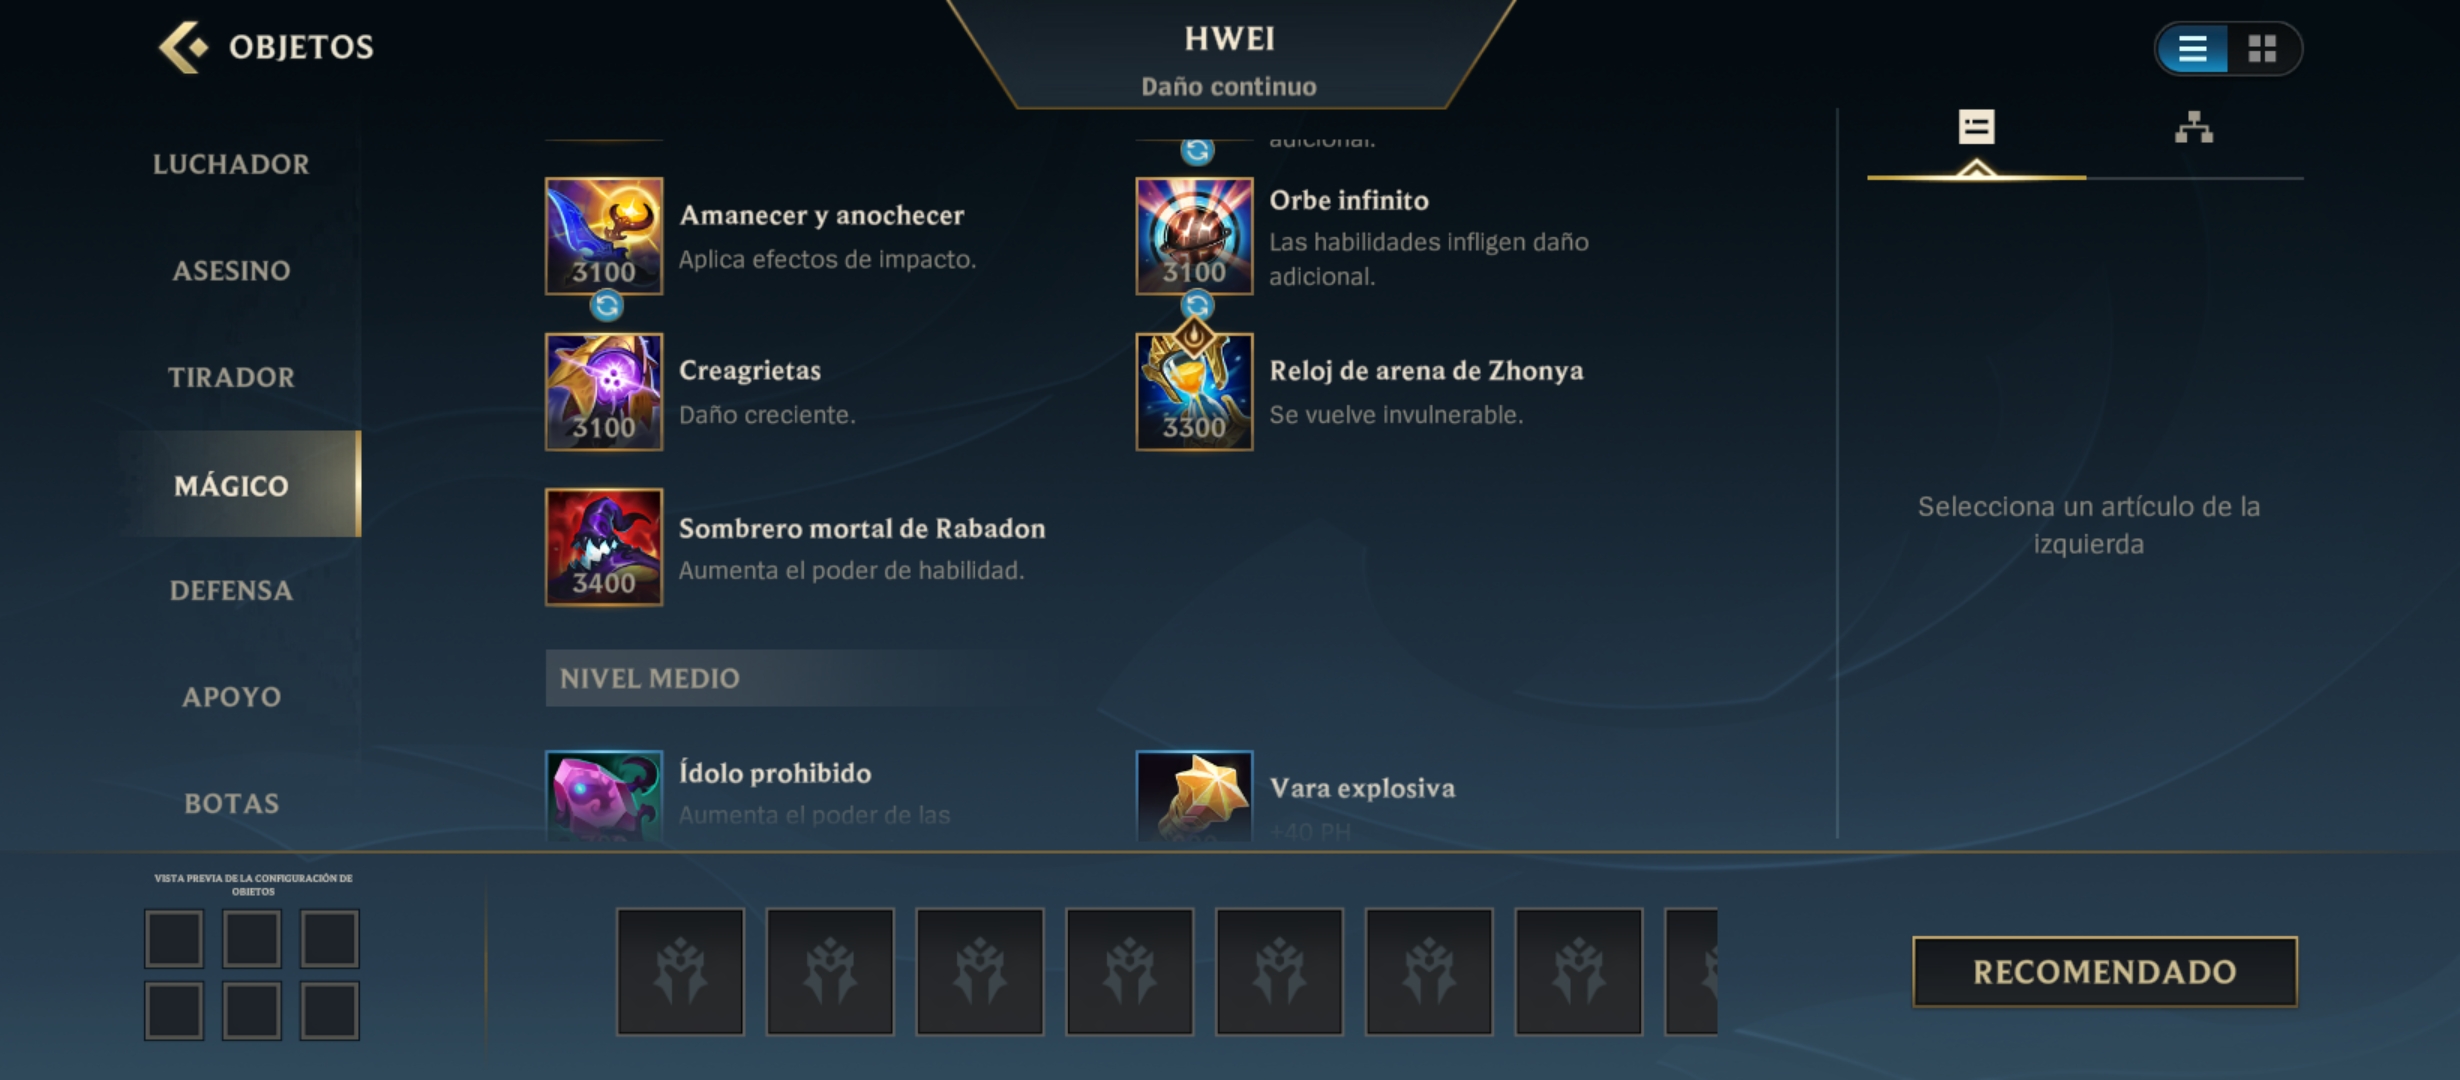 OBJETOS
HWEI
Daño continuo
LUCHADOR
ASESINO
TIRADOR
MÁGICO
DEFENSA
APOYO
BOTAS
adicional.
3100
Amanecer y anochecer
Aplica efectos de impacto.
3100
Orbe infinito
Las habilidades infligen daño
adicional.
3100
Creagrietas
Daño creciente.
3300
Reloj de arena de Zhonya
Se vuelve invulnerable.
3400
Sombrero mortal de Rabadon
Aumenta el poder de habilidad.
NIVEL MEDIO
Ídolo prohibido
Aumenta el poder de las
Vara explosiva
+40 PH
Selecciona un artículo de la
izquierda
VISTA PREVIA DE LA CONFIGURACIÓN DE
OBJETOS
RECOMENDADO